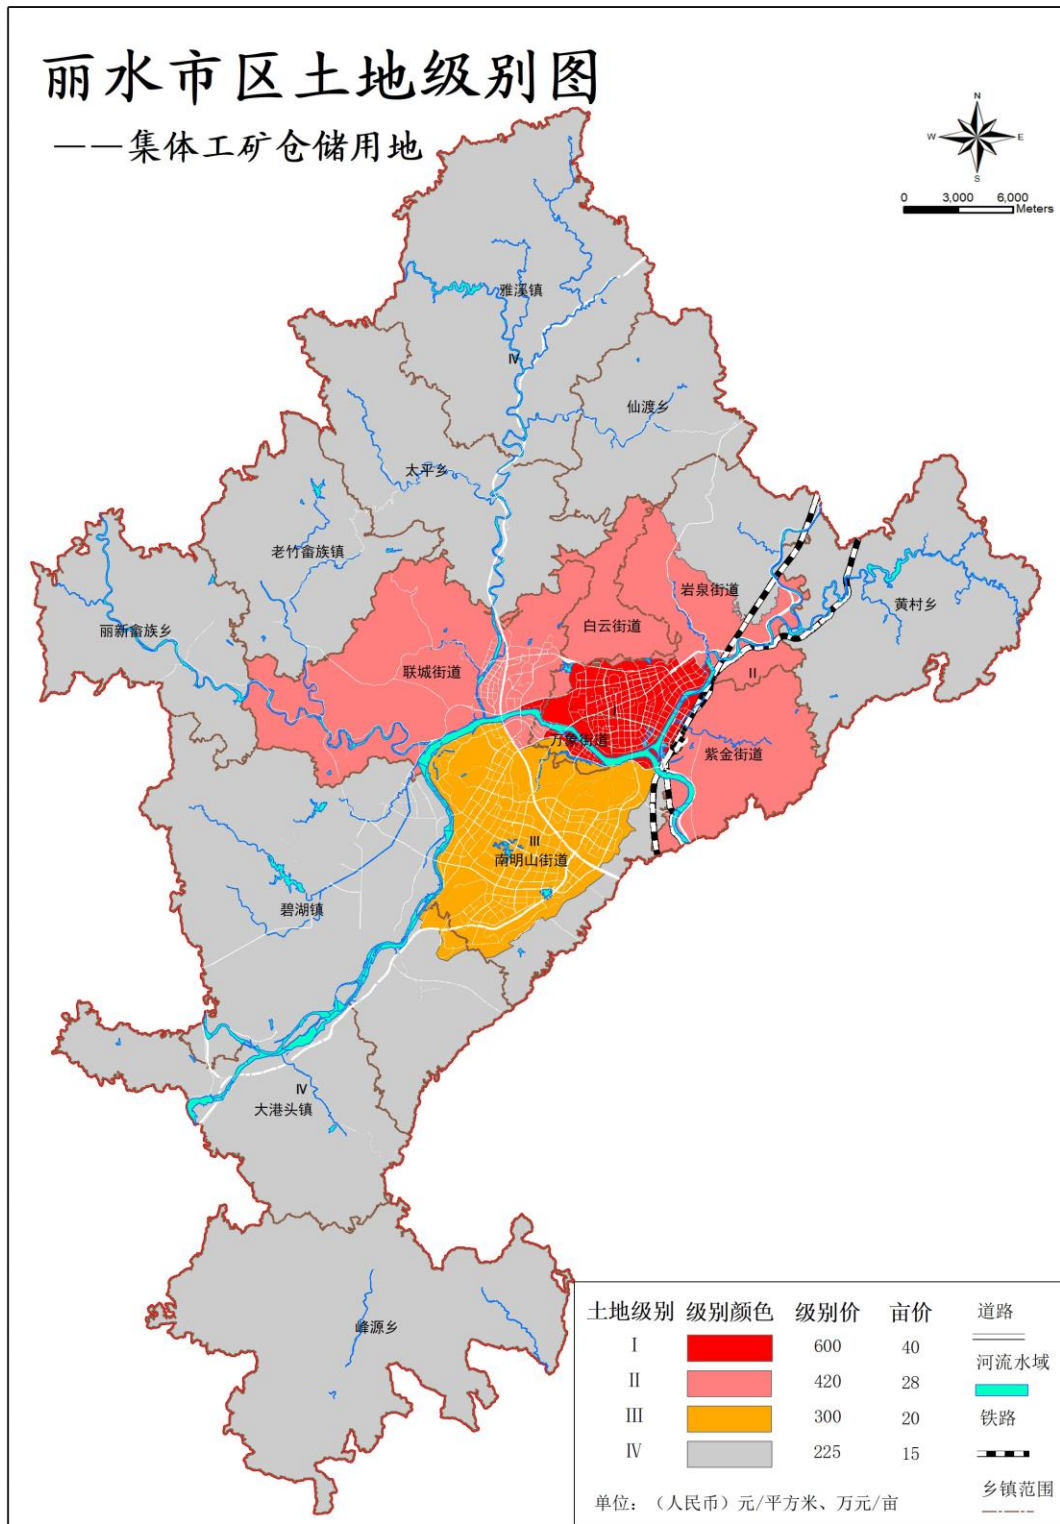 丽水市区土地级别图
——集体工矿仓储用地
N
W E
S
0 3,000 6,000
Meters
雅溪镇
Ⅳ
仙渡乡
太平乡
老竹畲族镇
岩泉街道
黄村乡
白云街道
丽新畲族乡
联城街道
II
I
万象街道
紫金街道
III
南明山街道
碧湖镇
Ⅳ
大港头镇
峰源乡
土地级别 级别颜色 级别价 亩价
I 600 40
II 420 28
III 300 20
IV 225 15
单位：（人民币）元/平方米、万元/亩
道路
河流水域
铁路
乡镇范围